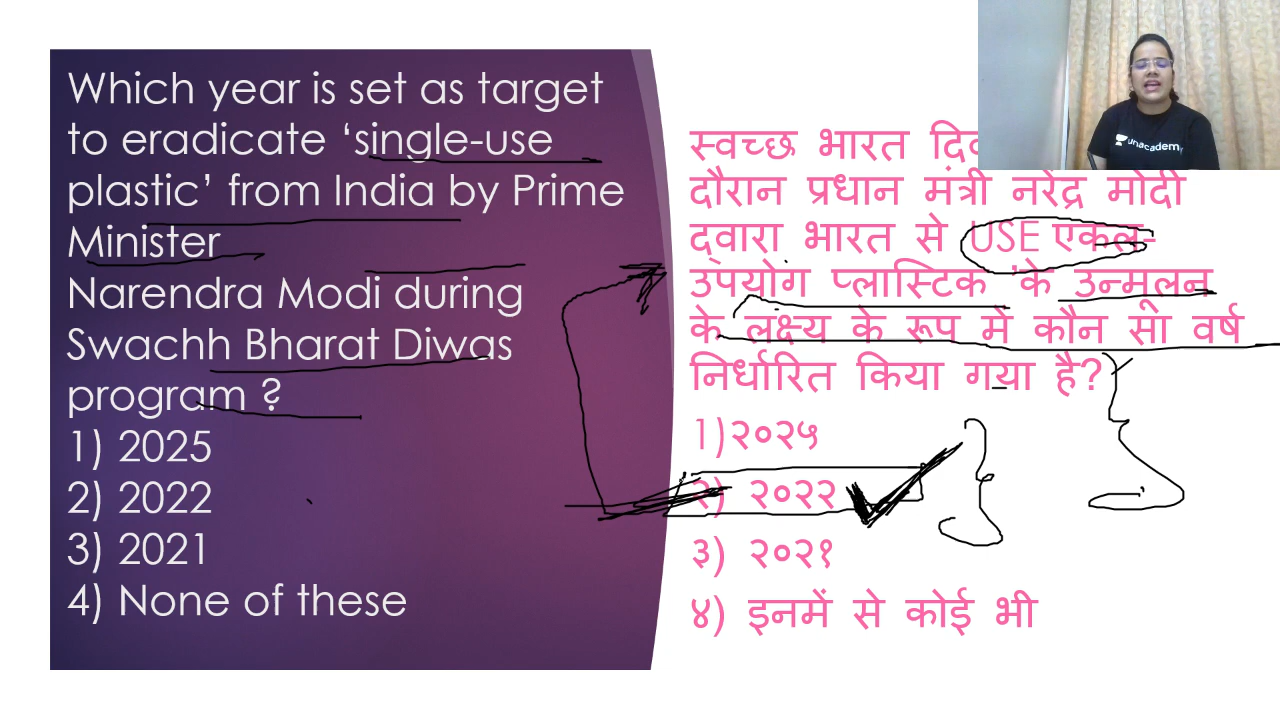 Which year is set as target
to eradicate ‘single-use
plastic’ from India by Prime
Minister
Narendra Modi during
Swachh Bharat Diwas
program ?
1) 2025
2) 2022
3) 2021
4) None of these
स्वच्छ भारत
दौरान प्रधान मंत्री नरेंद्र मोदी
द्वारा भारत से USE एकल-
उपयोग प्लास्टिक 'के उन्मूलन
के लक्ष्य के रूप में कौन सा वर्ष
निर्धारित किया गया है?
1)२०२५
२) २०२२
३) २०२१
४) इनमें से कोई भी
unacademy